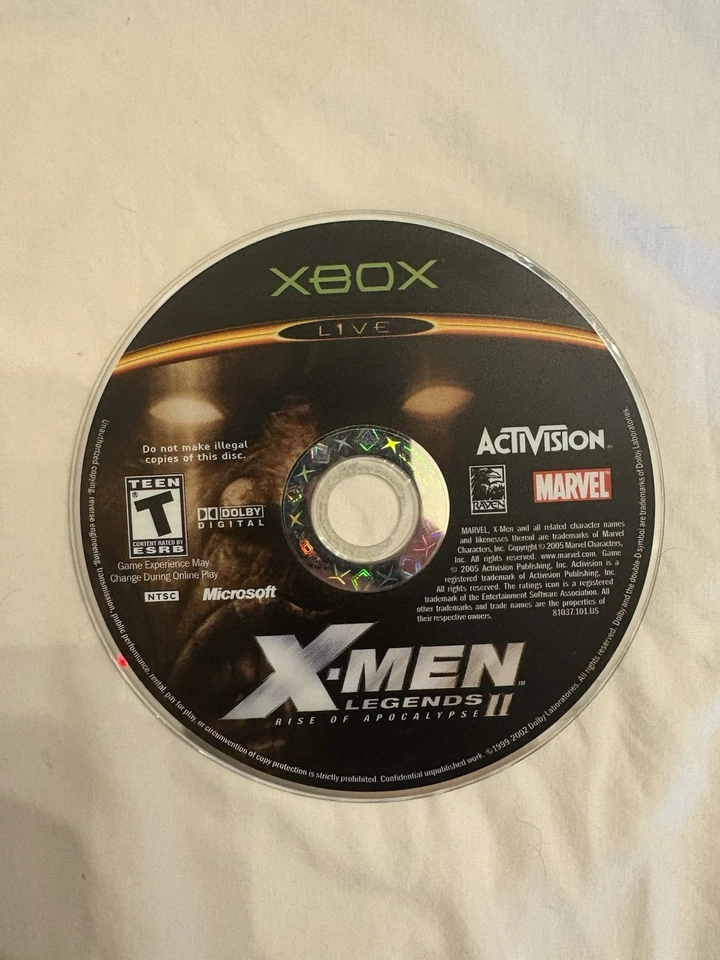 XBOX
LIVE
Do not make illegal
copies of this disc.
TEEN
T
CONTENT RATED BY
ESRB
DOLBY
DIGITAL
Game Experience May
Change During Online Play
NTSC
Microsoft
ACTIVISION
RAVEN
MARVEL
MARVEL, X-Men and all related character names
and likenesses thereof are trademarks of Marvel
Characters, Inc. Copyright © 2005 Marvel Characters,
Inc. All rights reserved. www.marvel.com. Game
© 2005 Activision Publishing, Inc. Activision is a
registered trademark of Activision Publishing, Inc.
All rights reserved. The ratings icon is a registered
trademark of the Entertainment Software Association. All
other trademarks and trade names are the properties of
their respective owners. 81037.101.US
X-MEN
LEGENDS II
RISE OF APOCALYPSE
Unauthorized copying, reverse engineering, transmission, public performance, rental, pay for play, or circumvention of copy protection is strictly prohibited. Confidential unpublished work. © 1999-2002 Dolby Laboratories. All rights reserved. Dolby and the double-D symbol are trademarks of Dolby Laboratories.